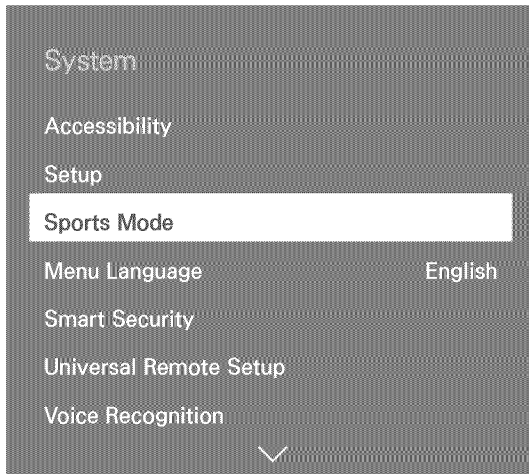 System
Accessibility
Setup
Sports Mode
Menu Language English
Smart Security
Universal Remote Setup
Voice Recognition